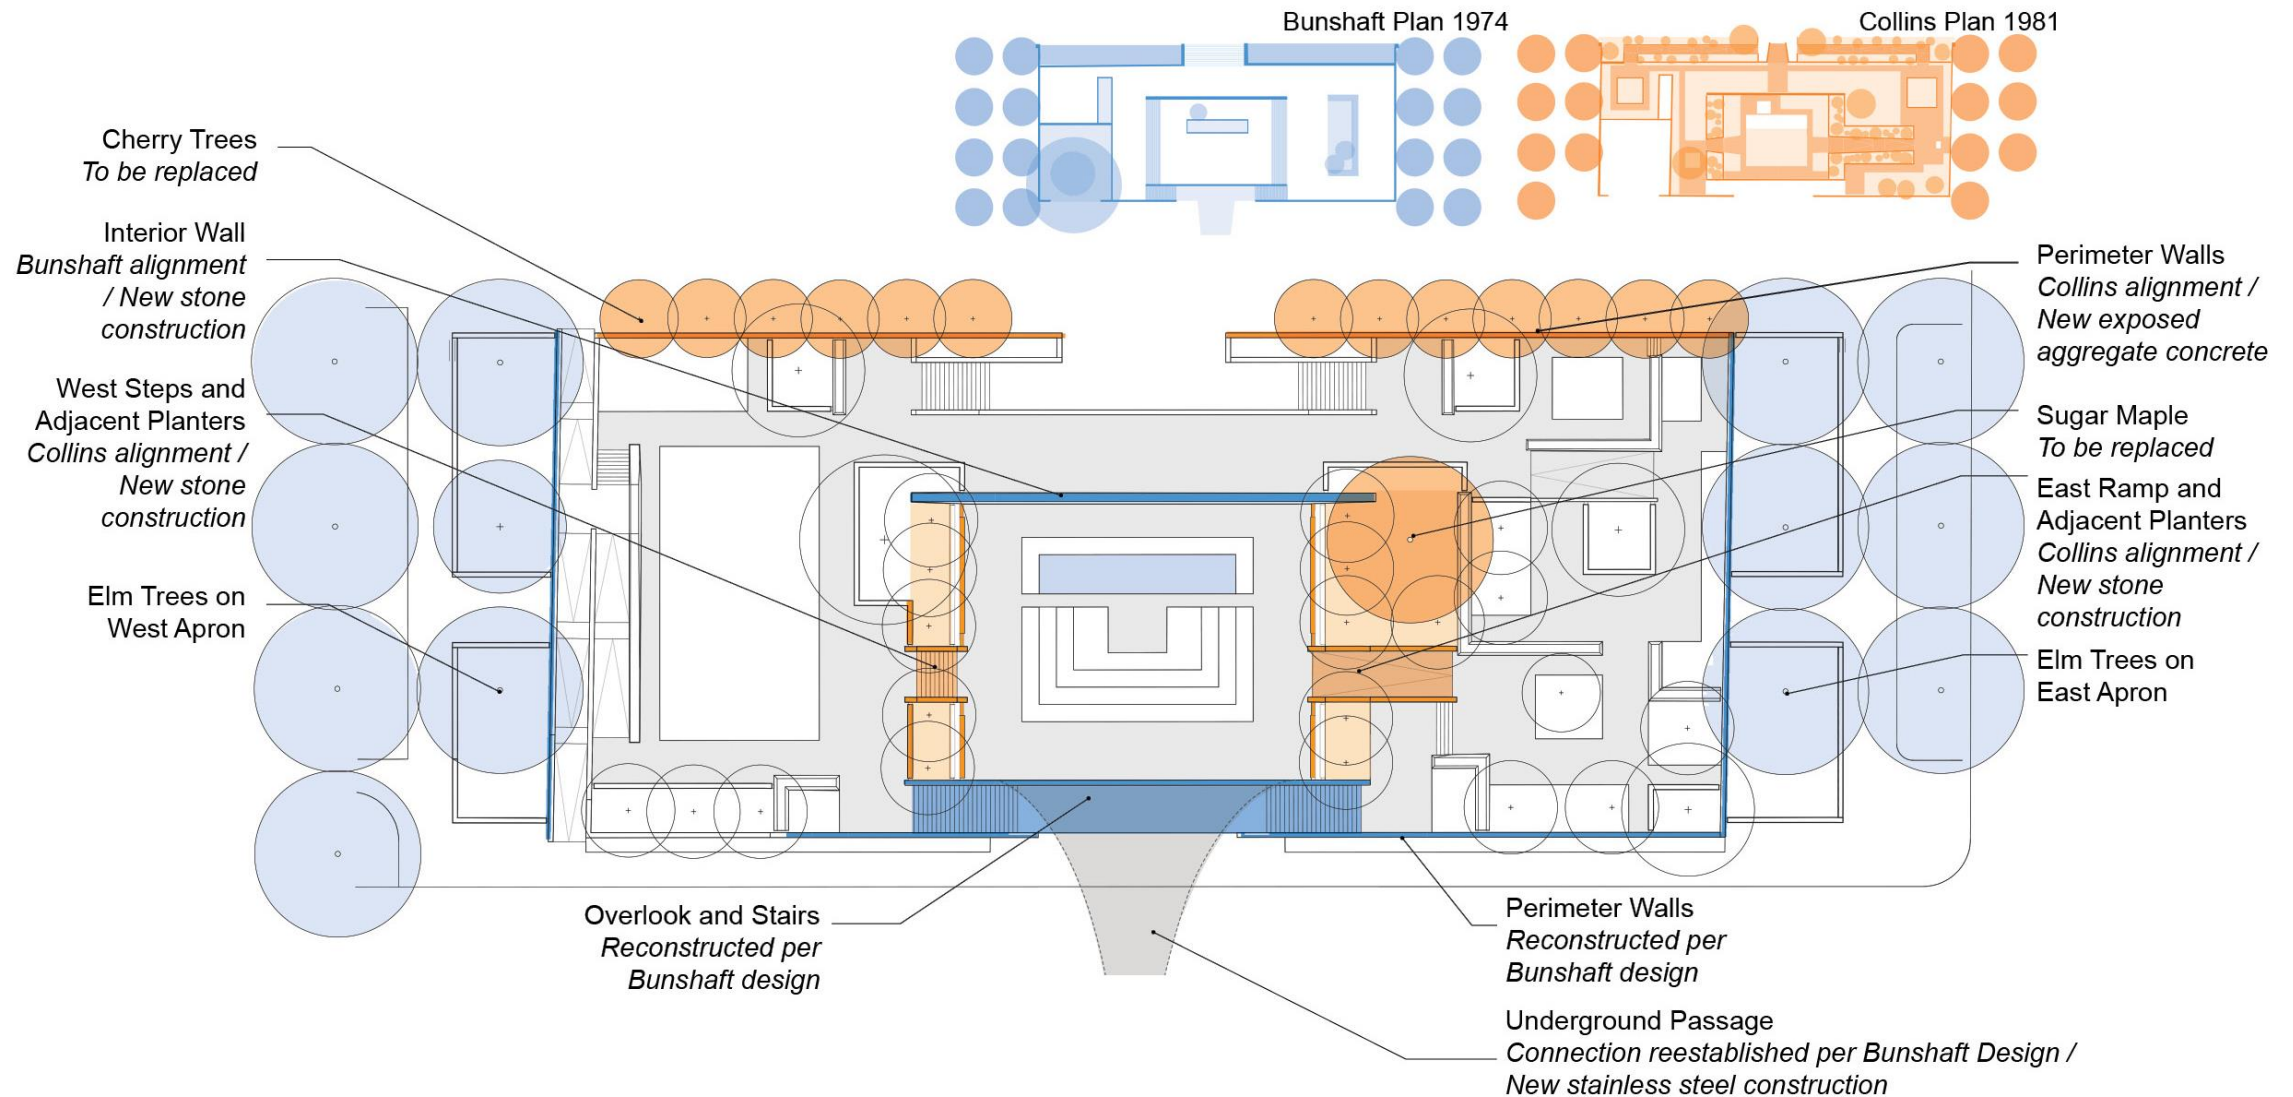 Bunshaft Plan 1974
Collins Plan 1981
Cherry Trees
To be replaced
Interior Wall
Bunshaft alignment
/ New stone
construction
West Steps and
Adjacent Planters
Collins alignment /
New stone
construction
Elm Trees on
West Apron
Perimeter Walls
Collins alignment /
New exposed
aggregate concrete
Sugar Maple
To be replaced
East Ramp and
Adjacent Planters
Collins alignment /
New stone
construction
Elm Trees on
East Apron
Overlook and Stairs
Reconstructed per
Bunshaft design
Perimeter Walls
Reconstructed per
Bunshaft design
Underground Passage
Connection reestablished per Bunshaft Design /
New stainless steel construction